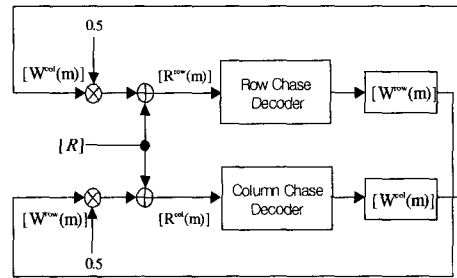 0.5
[W^col(m)]
[R^row(m)]
Row Chase
Decoder
[W^row(m)]
[R]
[W^row(m)]
[R^col(m)]
Column Chase
Decoder
[W^col(m)]
0.5